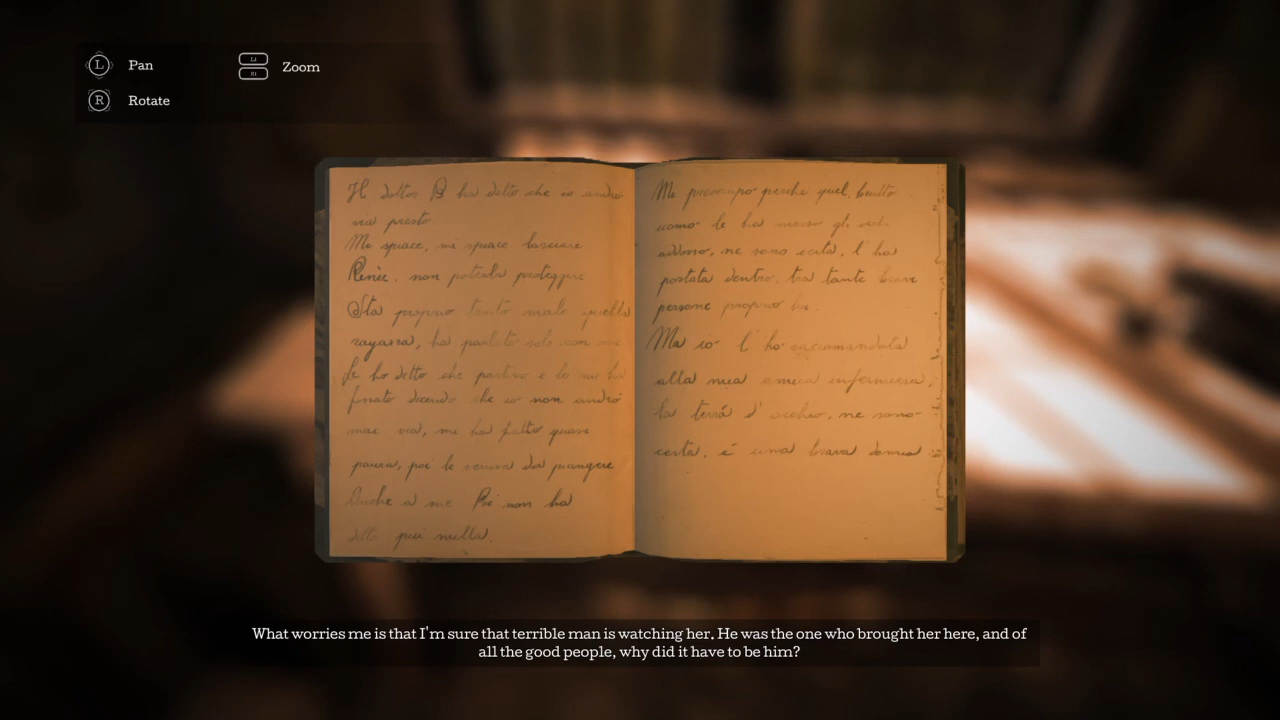 Pan
Zoom
Rotate
Il dottor B ha detto che io andrò
via presto
Mi spiace, mi spiace lasciare
Renée. non poterla proteggere
Sta proprio tanto male quella
ragazza, ha parlato solo con me
Le ho detto che partivo e lei mi ha
fissato dicendo che io non andrò
mai via, mi ha fatto quasi
paura, poi le veniva da piangere
Anche a me Poi non ha
detto più nulla.
Mi preoccupo perché quel brutto
uomo le ha messo gli occhi
addosso, ne sono certa, l'ha
portata dentro, tra tante brave
persone proprio lui.
Ma io l'ho raccomandata
alla mia amica infermiera,
la terrà d'occhio, ne sono
certa, è una brava donna
What worries me is that I'm sure that terrible man is watching her. He was the one who brought her here, and of
all the good people, why did it have to be him?